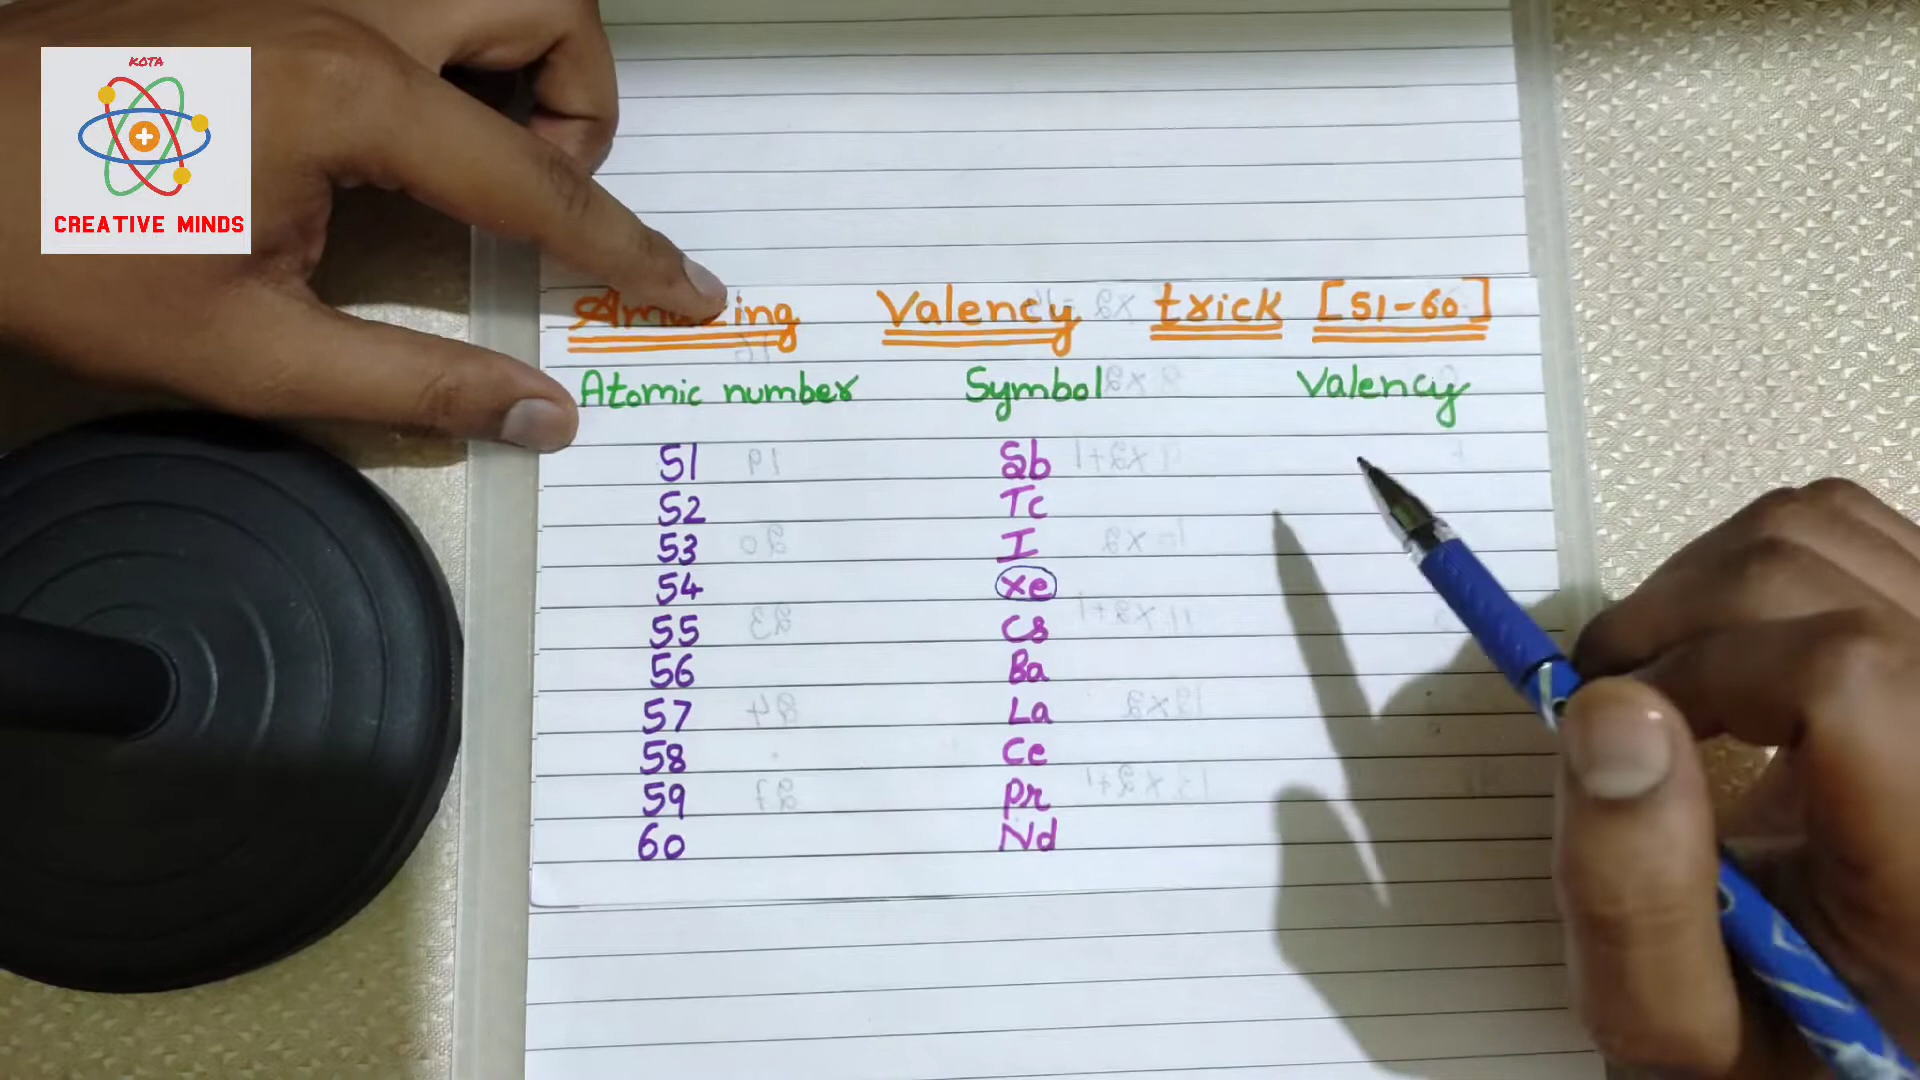 KOTA
CREATIVE MINDS
Amazing Valency trick [51-60]
Atomic number Symbol Valency
51 Sb
52 Tc
53 I
54 Xe
55 Cs
56 Ba
57 La
58 Ce
59 Pr
60 Nd